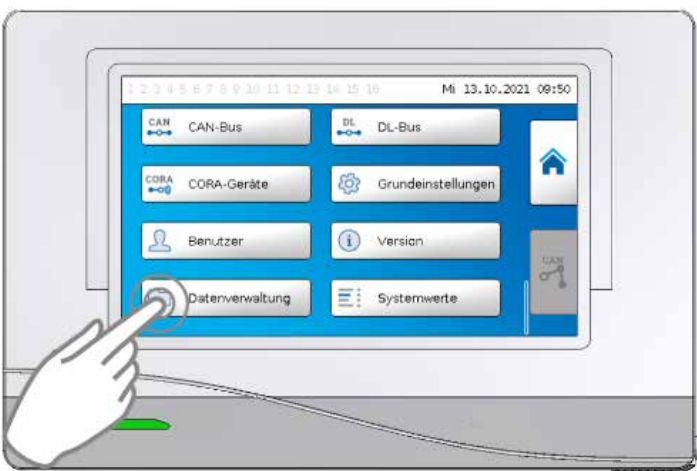 1 2 3 4 5 6 7 8 9 10 11 12 13 14 15 16 Mi 13.10.2021 09:50
CAN CAN-Bus DL DL-Bus
CORA CORA-Geräte Grundeinstellungen
Benutzer i Version
CAN
Datenverwaltung Systemwerte